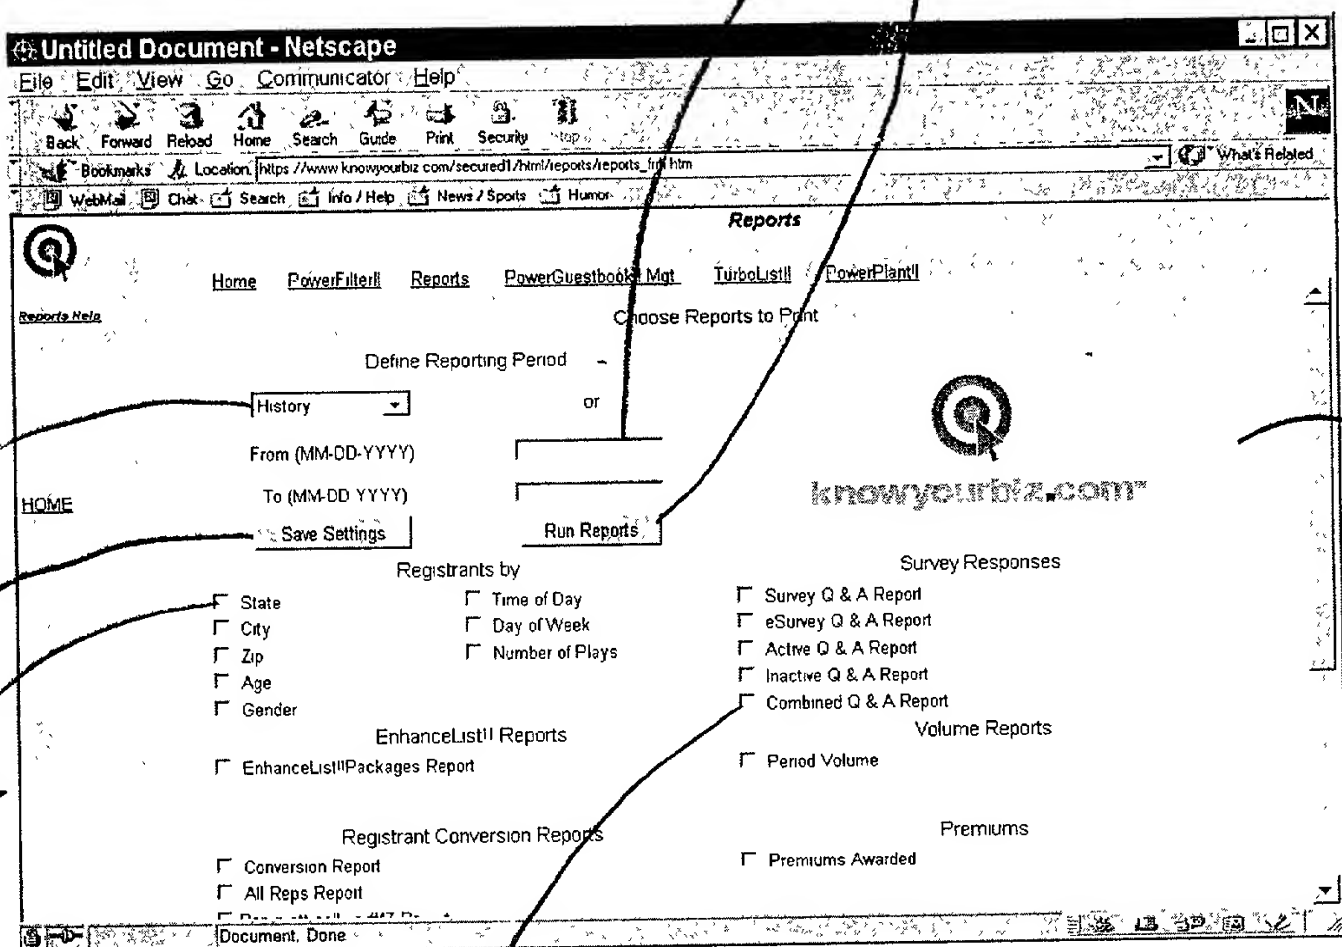 Untitled Document - Netscape
File Edit View Go Communicator Help
Back Forward Reload Home Search Guide Print Security Stop
Bookmarks Location https://www knowyourbiz com/secured1/html/reports/reports_frm htm What's Related
WebMail Chat Search Info / Help News / Sports Humor
Reports
Home PowerFilterII Reports PowerGuestbook Mgt TurboListII PowerPlantII
Reports Help
Choose Reports to Print
Define Reporting Period
History or
From (MM-DD-YYYY)
To (MM-DD YYYY)
HOME
knowyourbiz.com
Save Settings Run Reports
Registrants by Survey Responses
State Time of Day Survey Q & A Report
City Day of Week eSurvey Q & A Report
Zip Number of Plays Active Q & A Report
Age Inactive Q & A Report
Gender Combined Q & A Report
EnhanceListII Reports Volume Reports
EnhanceListIIPackages Report Period Volume
Registrant Conversion Reports Premiums
Conversion Report Premiums Awarded
All Reps Report
Document, Done